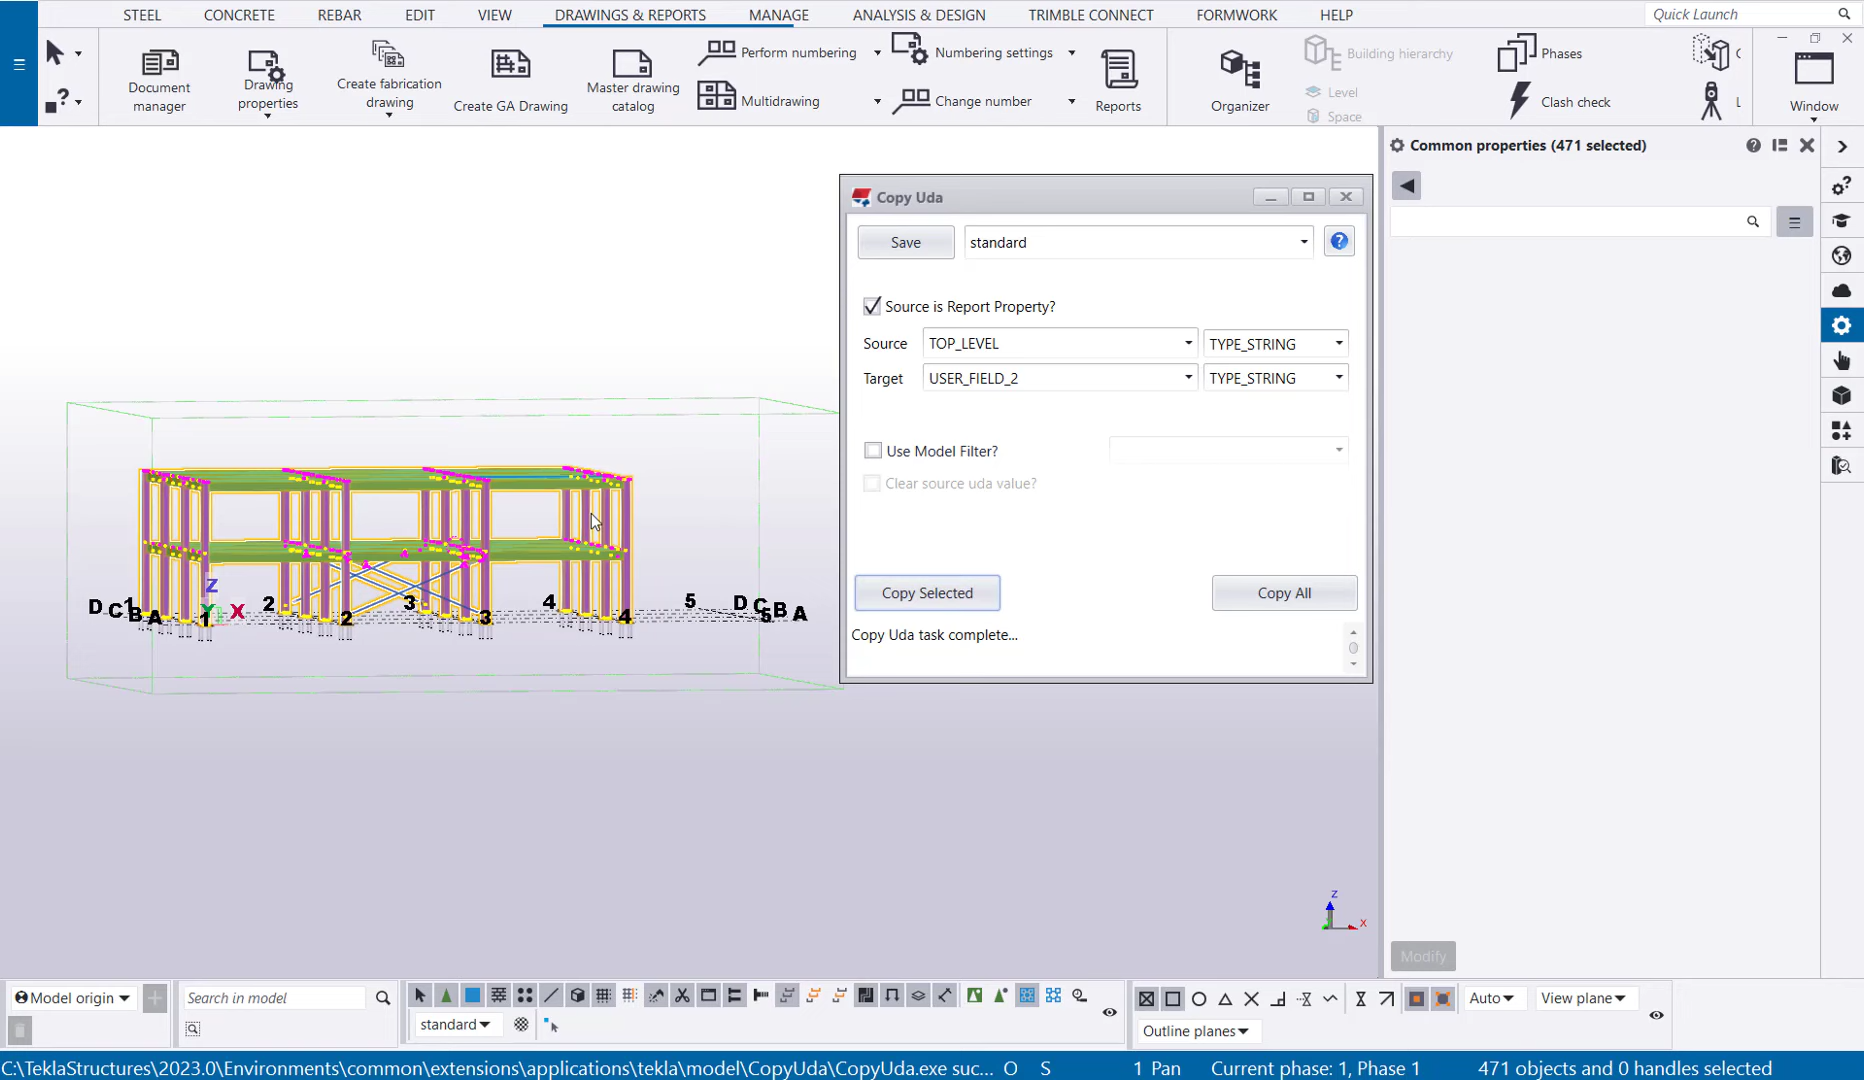 STEEL CONCRETE REBAR EDIT VIEW DRAWINGS & REPORTS MANAGE ANALYSIS & DESIGN TRIMBLE CONNECT FORMWORK HELP Quick Launch
Document manager
Drawing properties
Create fabrication drawing
Create GA Drawing
Master drawing catalog
Perform numbering
Multidrawing
Numbering settings
Change number
Reports
Organizer
Building hierarchy
Level
Space
Phases
Clash check
Window
Common properties (471 selected)
Copy Uda
Save
standard
Source is Report Property?
Source TOP_LEVEL TYPE_STRING
Target USER_FIELD_2 TYPE_STRING
Use Model Filter?
Clear source uda value?
Copy Selected
Copy All
Copy Uda task complete...
Z
X
Y
D C 1 B A 1 2 2 3 3 4 4 5 D C B A
z
x
Modify
Model origin
Search in model
standard
Auto
View plane
Outline planes
C:\TeklaStructures\2023.0\Environments\common\extensions\applications\tekla\model\CopyUda\CopyUda.exe suc... O S 1 Pan Current phase: 1, Phase 1 471 objects and 0 handles selected